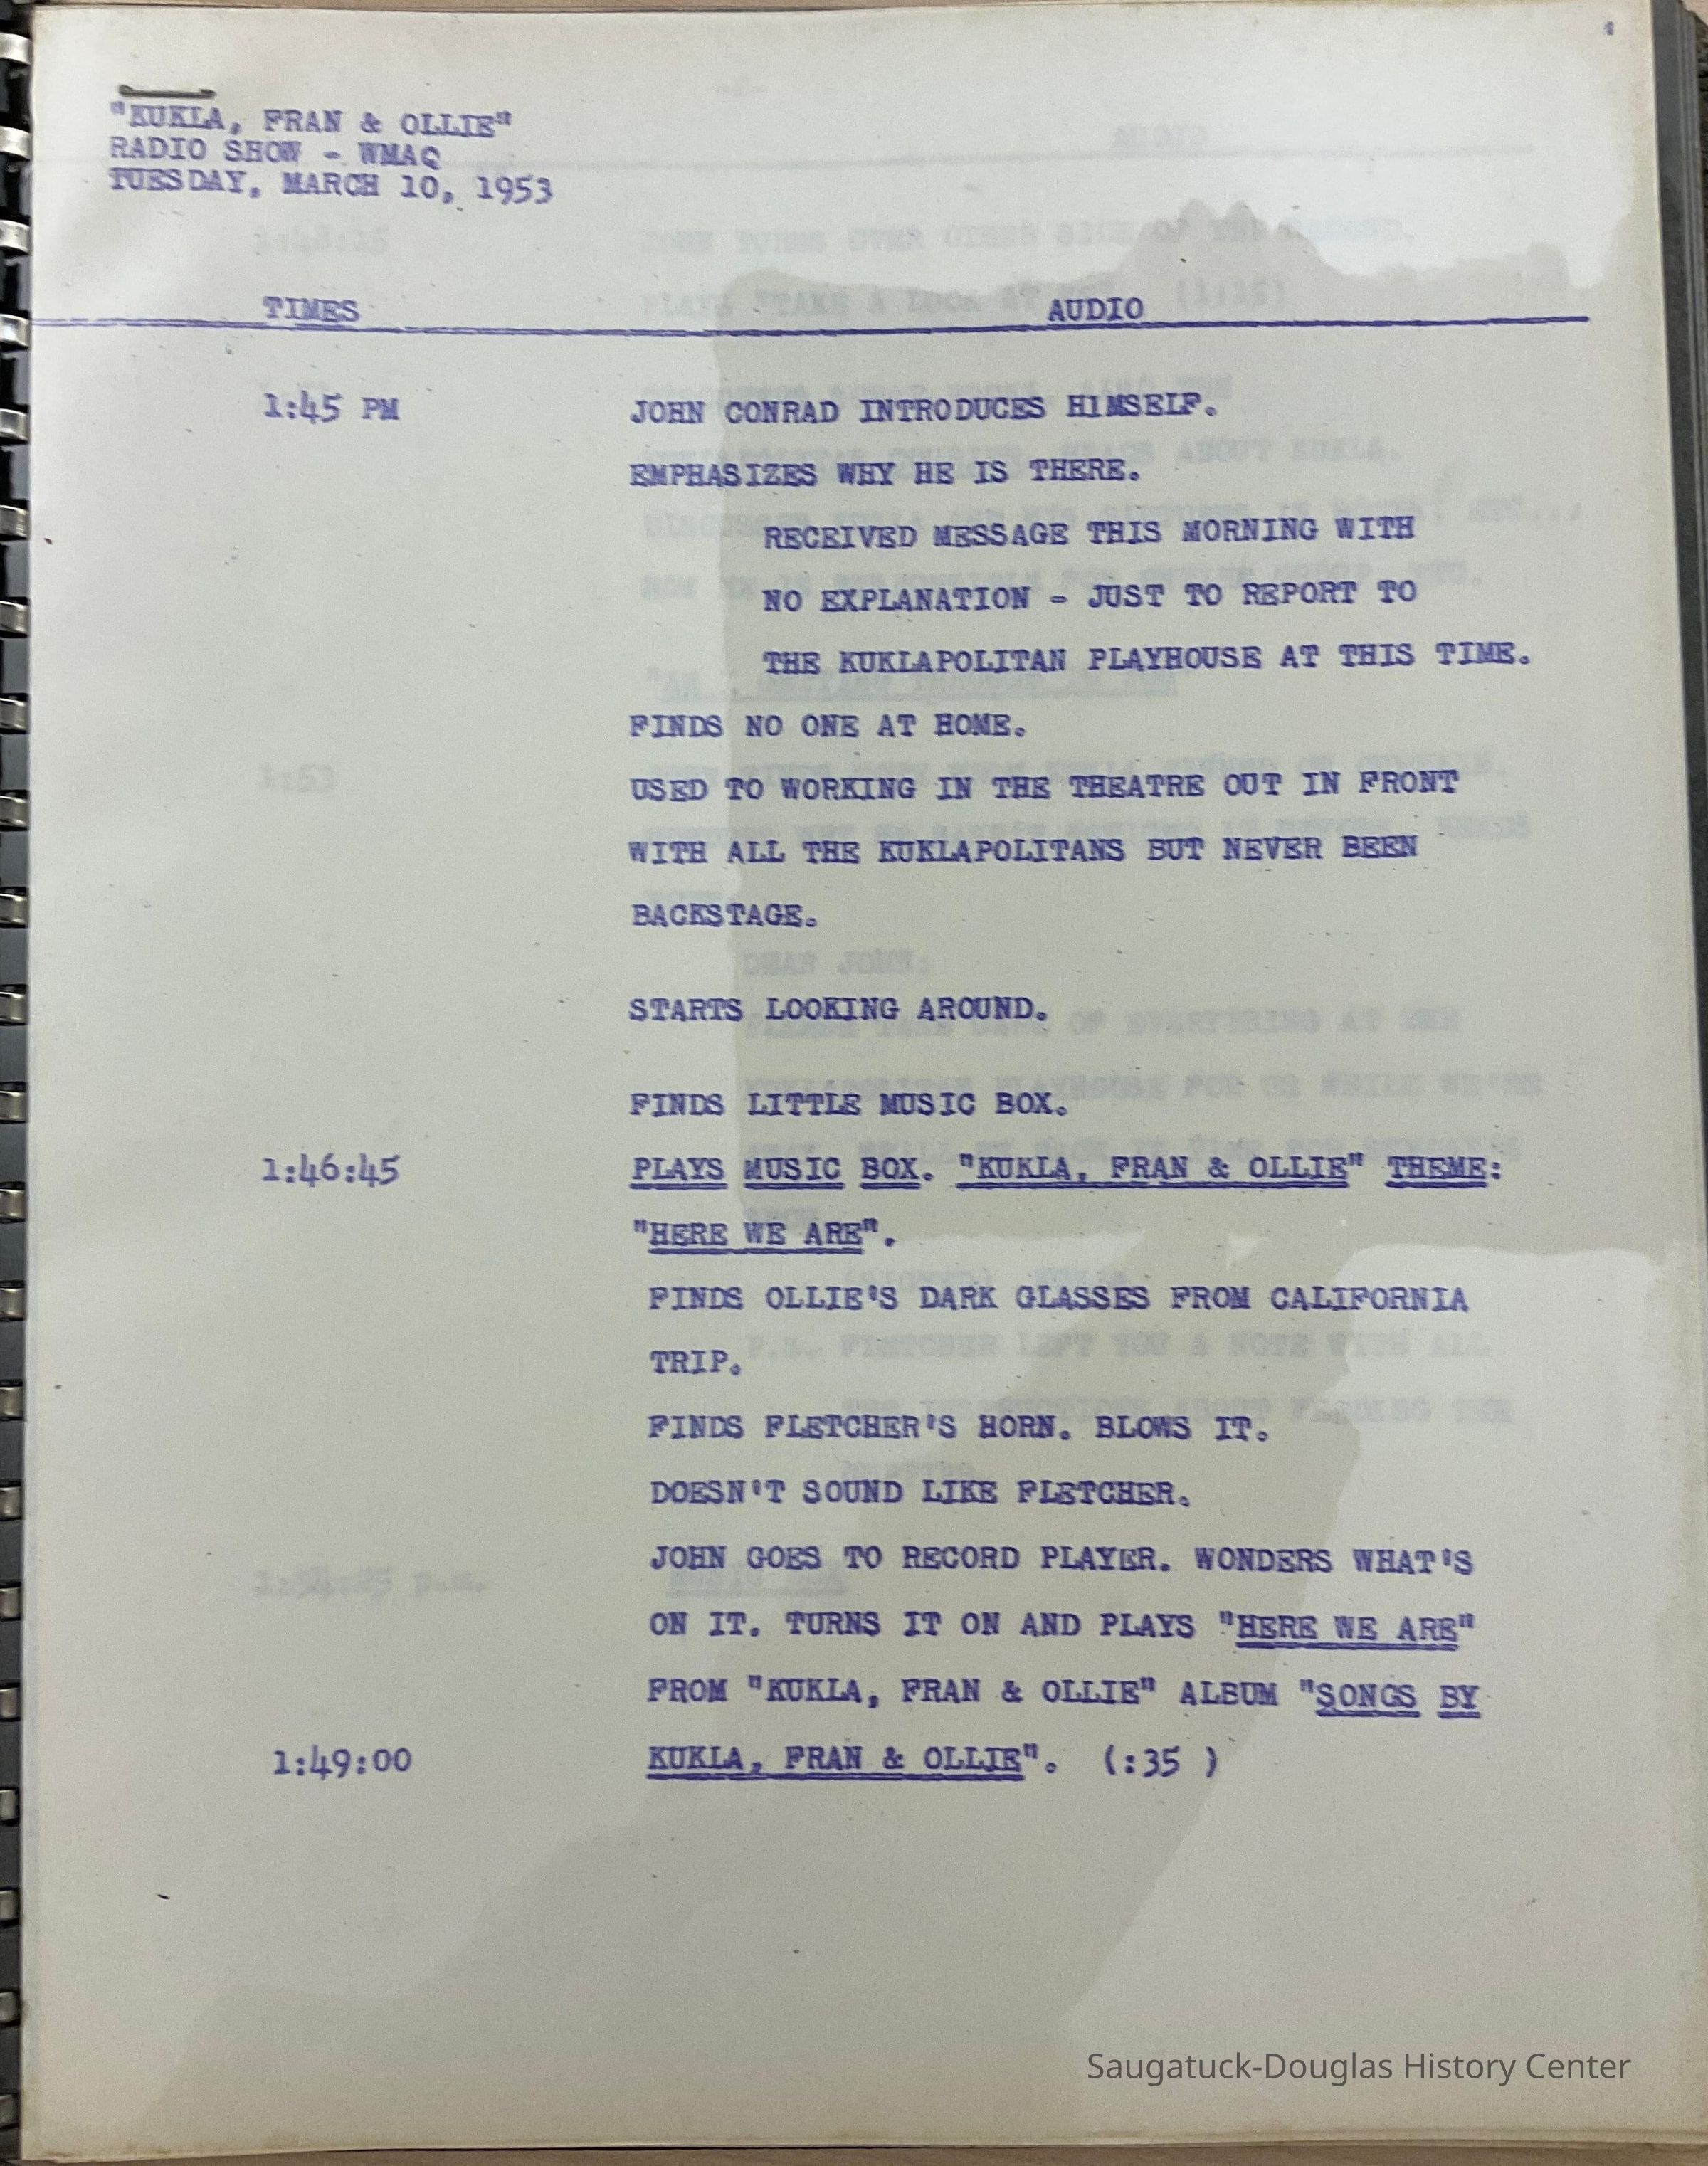 "KUKLA, FRAN & OLLIE"
RADIO SHOW - WMAQ
TUESDAY, MARCH 10, 1953
TIMES AUDIO
1:45 PM JOHN CONRAD INTRODUCES HIMSELF.
EMPHASIZES WHY HE IS THERE.
RECEIVED MESSAGE THIS MORNING WITH
NO EXPLANATION - JUST TO REPORT TO
THE KUKLAPOLITAN PLAYHOUSE AT THIS TIME.
FINDS NO ONE AT HOME.
USED TO WORKING IN THE THEATRE OUT IN FRONT
WITH ALL THE KUKLAPOLITANS BUT NEVER BEEN
BACKSTAGE.
STARTS LOOKING AROUND.
FINDS LITTLE MUSIC BOX.
1:46:45 PLAYS MUSIC BOX. "KUKLA, FRAN & OLLIE" THEME:
"HERE WE ARE".
FINDS OLLIE'S DARK GLASSES FROM CALIFORNIA
TRIP.
FINDS FLETCHER'S HORN. BLOWS IT.
DOESN'T SOUND LIKE FLETCHER.
JOHN GOES TO RECORD PLAYER. WONDERS WHAT'S
ON IT. TURNS IT ON AND PLAYS "HERE WE ARE"
FROM "KUKLA, FRAN & OLLIE" ALBUM "SONGS BY
1:49:00 KUKLA, FRAN & OLLIE". (:35 )
Saugatuck-Douglas History Center